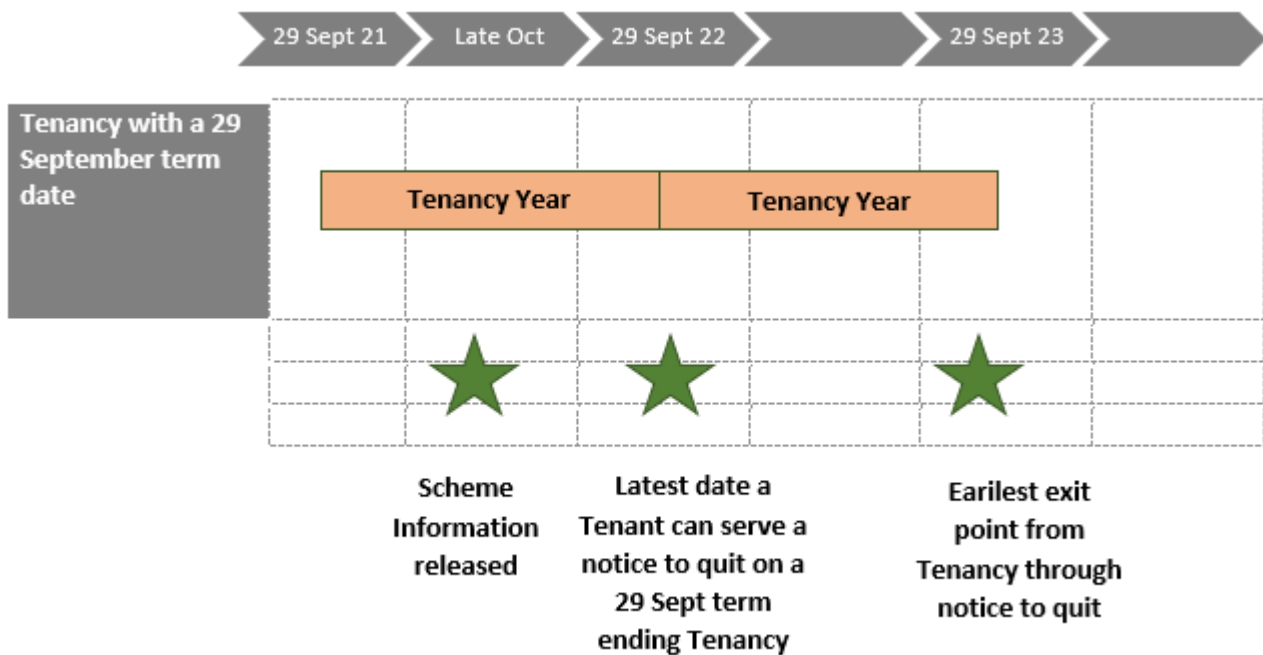 29 Sept 21
Late Oct
29 Sept 22
29 Sept 23
Tenancy with a 29
September term
date
Tenancy Year
Tenancy Year
Scheme
Information
released
Latest date a
Tenant can serve a
notice to quit on a
29 Sept term
ending Tenancy
Earilest exit
point from
Tenancy through
notice to quit